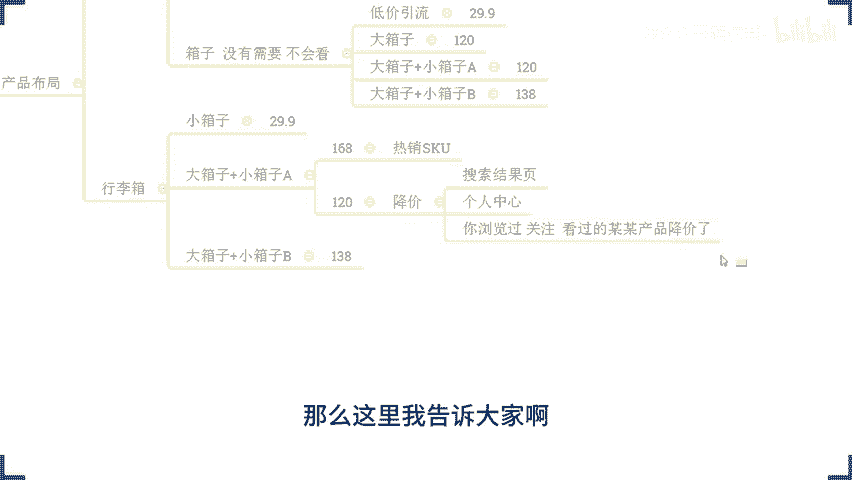 低价引流 29.9
大箱子 120
箱子 没有需要 不会看
大箱子+小箱子A 120
产品布局
大箱子+小箱子B 138
小箱子 29.9
168 热销SKU
大箱子+小箱子A
搜索结果页
行李箱
120 降价
个人中心
你浏览过 关注 看过的某某产品降价了
大箱子+小箱子B 138
那么这里我告诉大家啊
bilibili